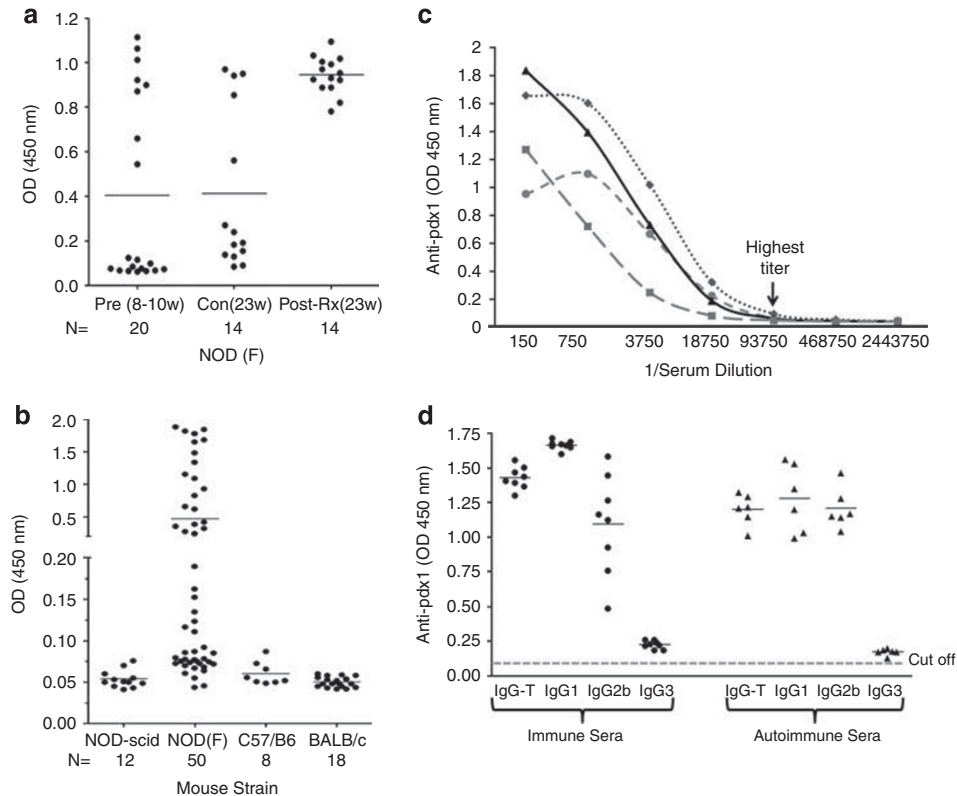 a
OD (450 nm)
1.2
1.0
0.8
0.6
0.4
0.2
0.0
Pre (8-10w) Con(23w) Post-Rx(23w)
N= 20 14 14
NOD (F)
b
OD (450 nm)
2.0
1.5
1.0
0.5
0.20
0.15
0.10
0.05
0.00
NOD-scid NOD(F) C57/B6 BALB/c
N= 12 50 8 18
Mouse Strain
c
Anti-pdx1 (OD 450 nm)
2
1.8
1.6
1.4
1.2
1
0.8
0.6
0.4
0.2
0
Highest
titer
150 750 3750 18750 93750 468750 2443750
1/Serum Dilution
d
Anti-pdx1 (OD 450 nm)
1.75
1.50
1.25
1.00
0.75
0.50
0.25
0.00
Cut off
IgG-T IgG1 IgG2b IgG3 IgG-T IgG1 IgG2b IgG3
Immune Sera Autoimmune Sera